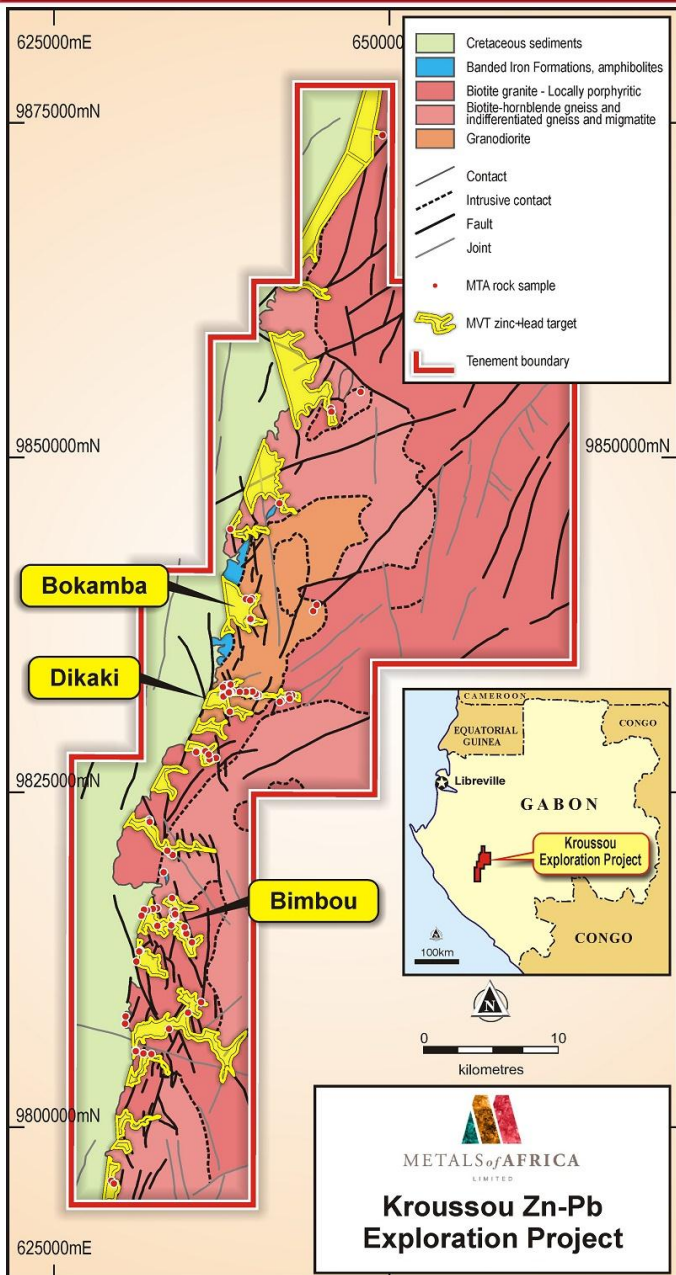 625000mE
650000
9875000mN
Cretaceous sediments
Banded Iron Formations, amphibolites
Biotite granite - Locally porphyritic
Biotite-hornblende gneiss and
indifferentiated gneiss and migmatite
Granodiorite
Contact
Intrusive contact
Fault
Joint
MTA rock sample
MVT zinc+lead target
Tenement boundary
9850000mN
9850000mN
Bokamba
Dikaki
9825000mN
Bimbou
CAMEROON
EQUATORIAL
GUINEA
CONGO
Libreville
GABON
Kroussou
Exploration Project
CONGO
100km
N
0 10
kilometres
9800000mN
METALS of AFRICA
LIMITED
Kroussou Zn-Pb
Exploration Project
625000mE